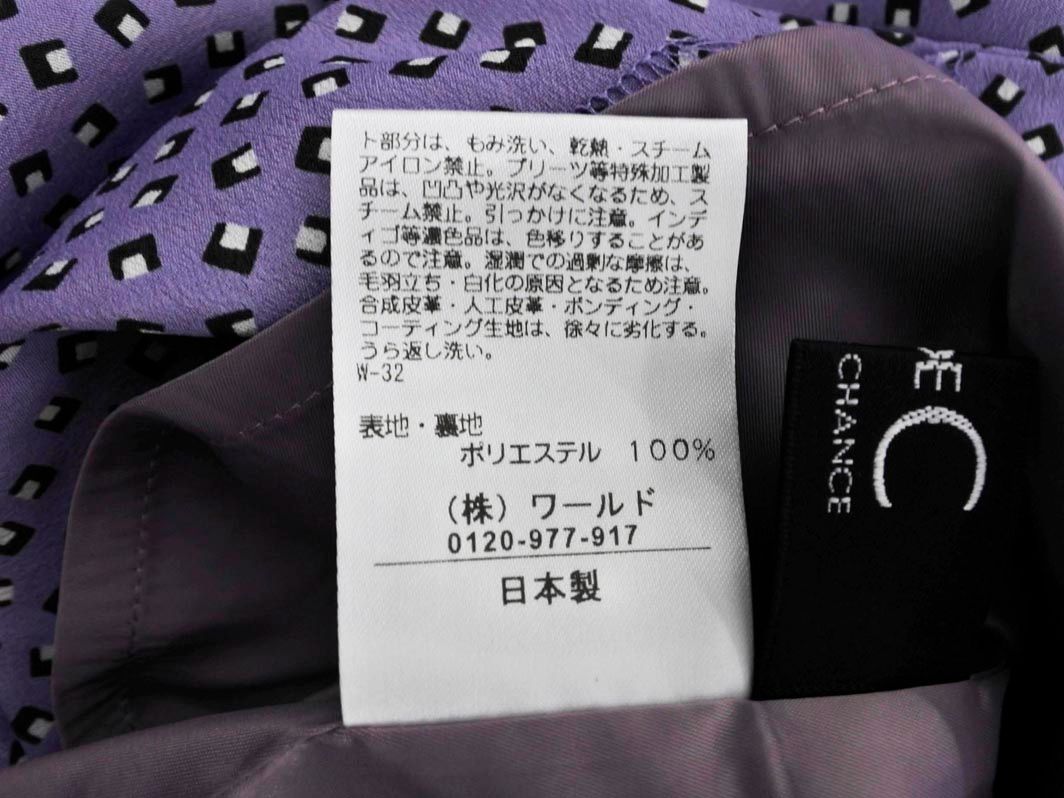 ト部分は、もみ洗い、乾熱・スチーム
アイロン禁止。プリーツ等特殊加工製
品は、凹凸や光沢がなくなるため、ス
チーム禁止。引っかけに注意。インデ
ィゴ等濃色品は、色移りすることがあ
るので注意。湿潤での過剰な摩擦は、
毛羽立ち・白化の原因となるため注意。
合成皮革・人工皮革・ボンディング・
コーティング生地は、徐々に劣化する。
うら返し洗い。
W-32
表地・裏地
ポリエステル 100%
(株) ワールド
0120-977-917
日本製
C
CHANCE